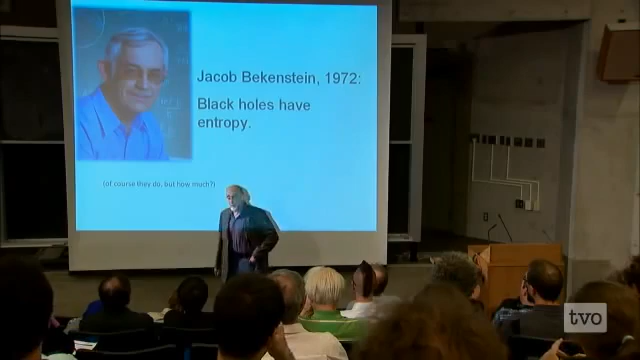 Jacob Bekenstein, 1972:
Black holes have
entropy.
(of course they do, but how much?)
tvo